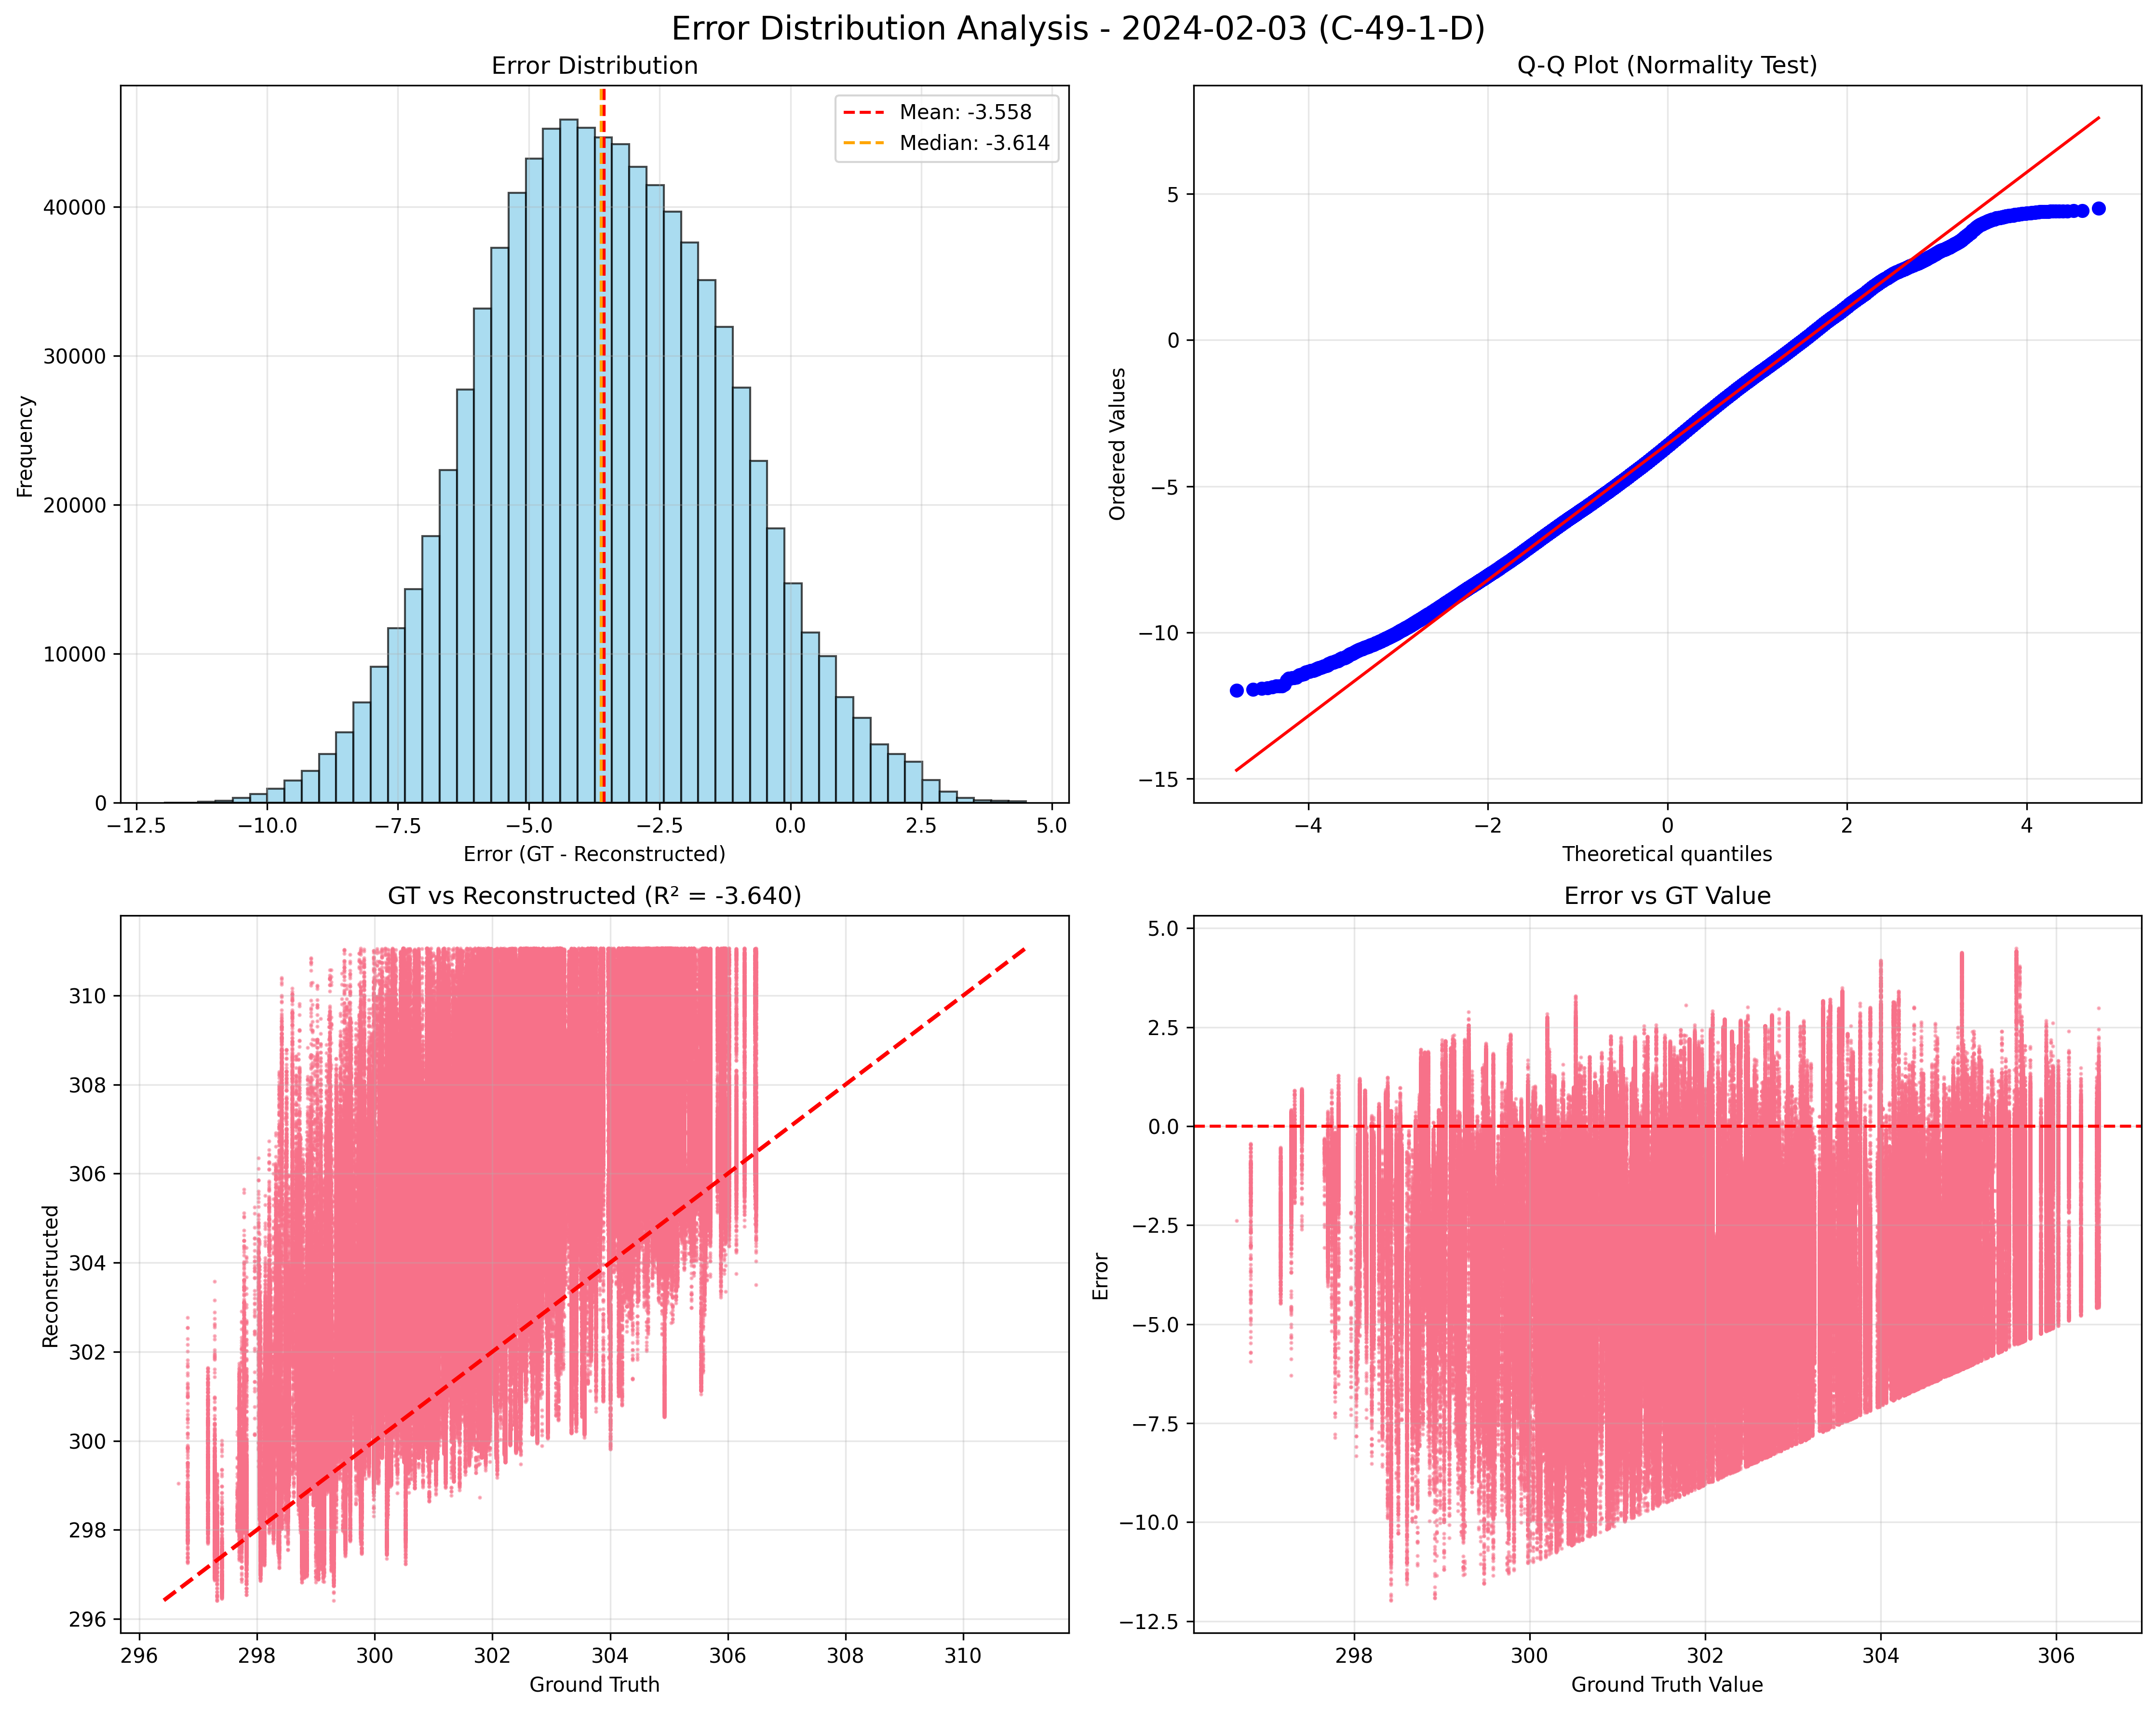 Error Distribution Analysis - 2024-02-03 (C-49-1-D)
Error Distribution
Mean: -3.558
Median: -3.614
Frequency
40000
30000
20000
10000
0
−12.5 −10.0 −7.5 −5.0 −2.5 0.0 2.5 5.0
Error (GT - Reconstructed)
Q-Q Plot (Normality Test)
Ordered Values
5
0
−5
−10
−15
−4 −2 0 2 4
Theoretical quantiles
GT vs Reconstructed (R² = -3.640)
Reconstructed
310
308
306
304
302
300
298
296
296 298 300 302 304 306 308 310
Ground Truth
Error vs GT Value
Error
5.0
2.5
0.0
−2.5
−5.0
−7.5
−10.0
−12.5
298 300 302 304 306
Ground Truth Value